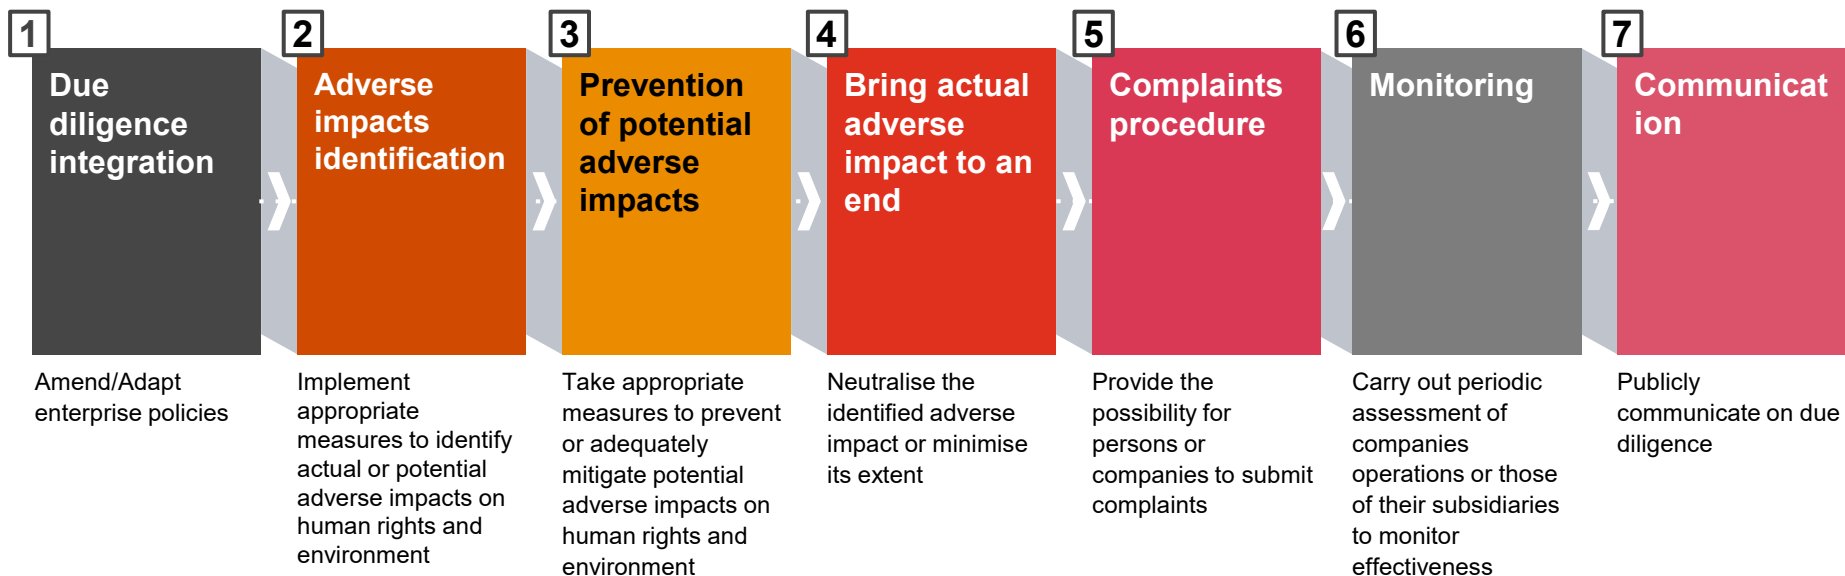 1
Due
diligence
integration
Amend/Adapt
enterprise policies
2
Adverse
impacts
identification
Implement
appropriate
measures to identify
actual or potential
adverse impacts on
human rights and
environment
3
Prevention
of potential
adverse
impacts
Take appropriate
measures to prevent
or adequately
mitigate potential
adverse impacts on
human rights and
environment
4
Bring actual
adverse
impact to an
end
Neutralise the
identified adverse
impact or minimise
its extent
5
Complaints
procedure
Provide the
possibility for
persons or
companies to submit
complaints
6
Monitoring
Carry out periodic
assessment of
companies
operations or those
of their subsidiaries
to monitor
effectiveness
7
Communicat
ion
Publicly
communicate on due
diligence